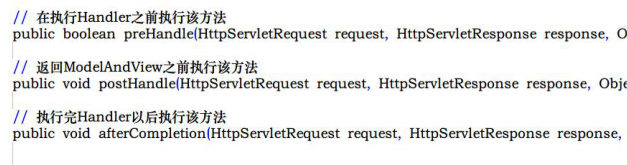 // 在执行Handler之前执行该方法
public boolean preHandle(HttpServletRequest request, HttpServletResponse response, O
// 返回ModelAndView之前执行该方法
public void postHandle(HttpServletRequest request, HttpServletResponse response, Obje
// 执行完Handler以后执行该方法
public void afterCompletion(HttpServletRequest request, HttpServletResponse response,